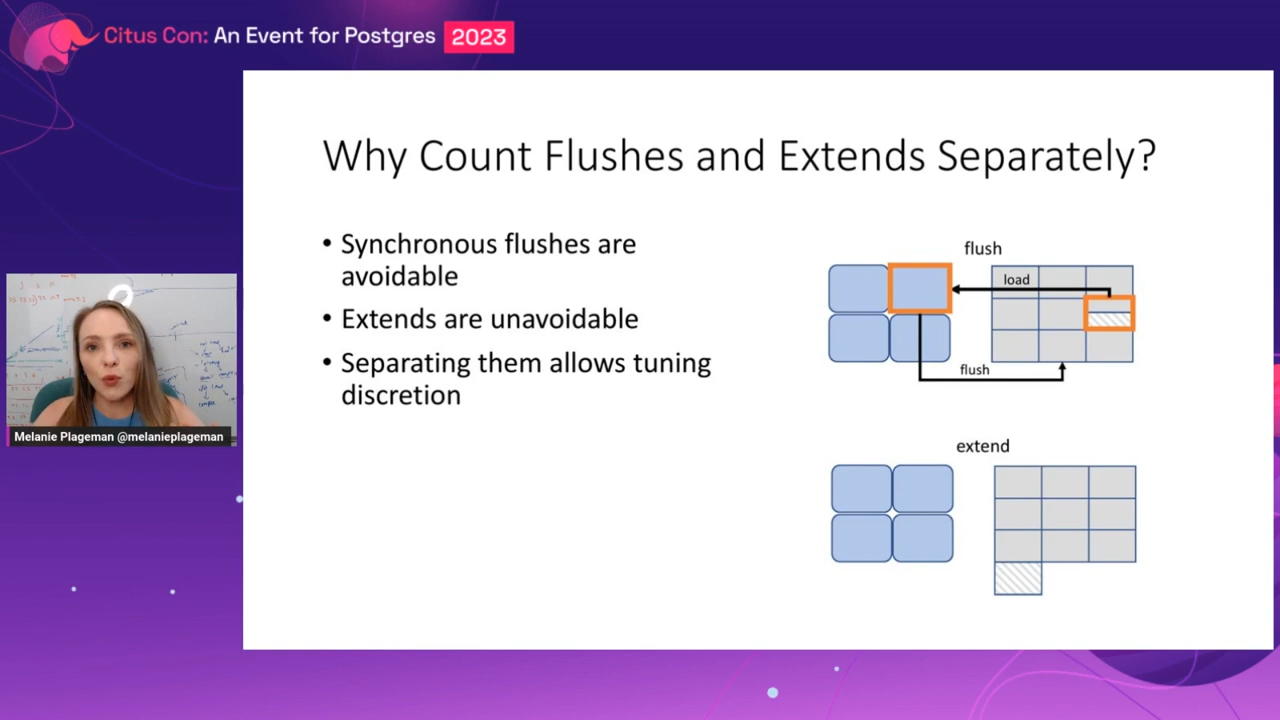 Citus Con: An Event for Postgres 2023
Why Count Flushes and Extends Separately?
• Synchronous flushes are
avoidable
• Extends are unavoidable
• Separating them allows tuning
discretion
flush
load
flush
extend
Melanie Plageman @melanieplageman